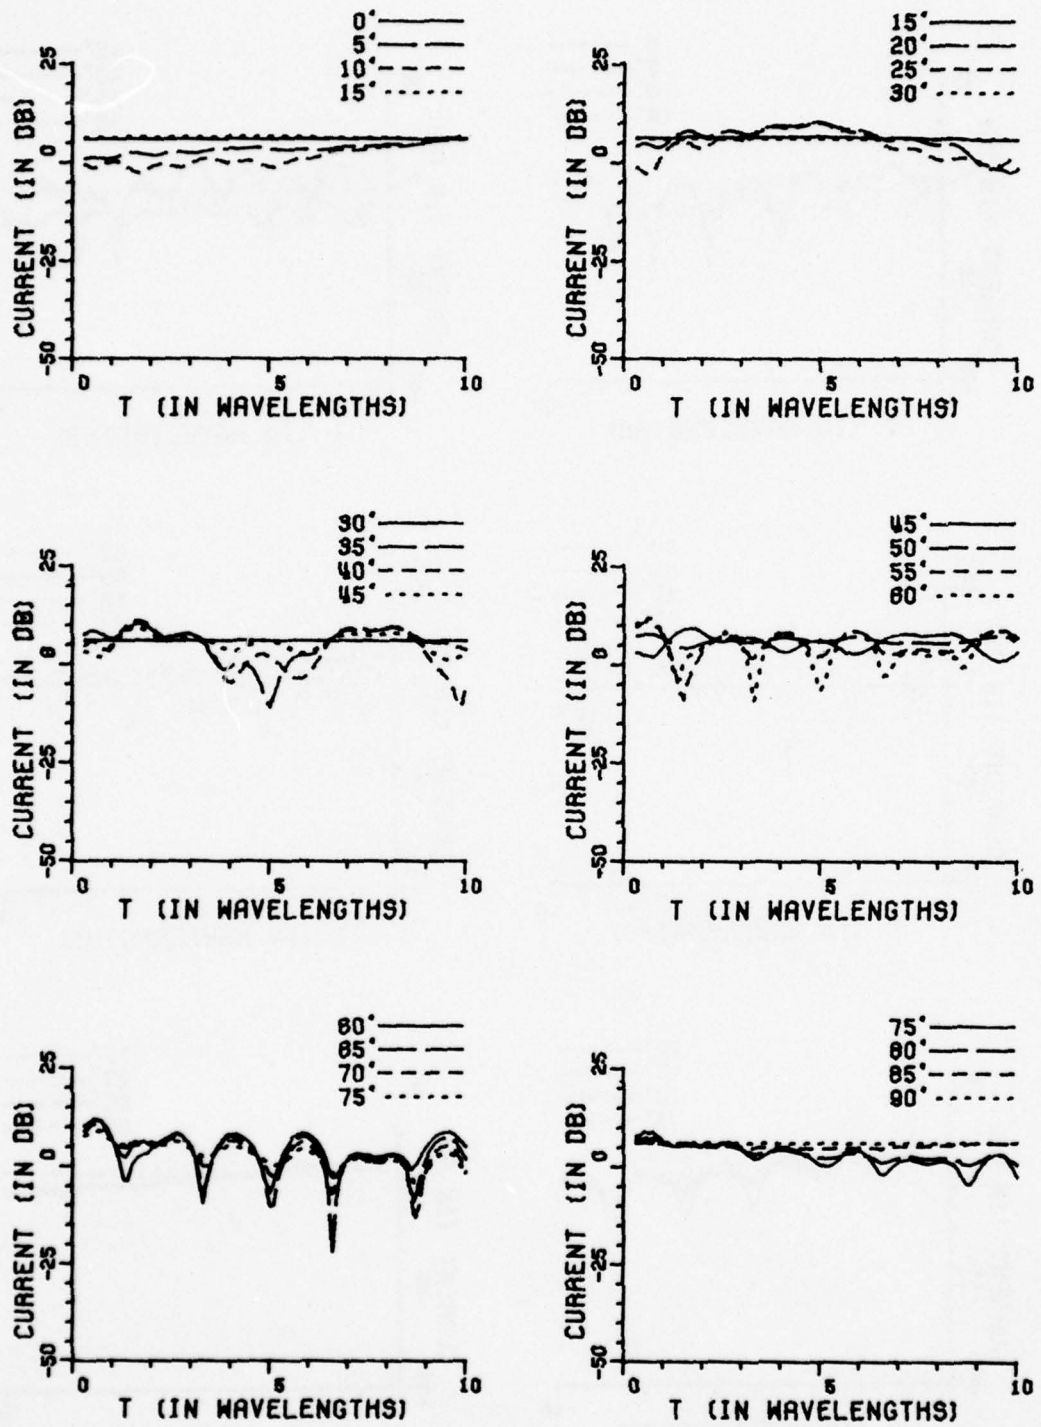 0°
5°
10°
15°
CURRENT (IN DB)
25
0
-25
-50
0 5 10
T (IN WAVELENGTHS)
15°
20°
25°
30°
CURRENT (IN DB)
25
0
-25
-50
0 5 10
T (IN WAVELENGTHS)
30°
35°
40°
45°
CURRENT (IN DB)
25
0
-25
-50
0 5 10
T (IN WAVELENGTHS)
45°
50°
55°
60°
CURRENT (IN DB)
25
0
-25
-50
0 5 10
T (IN WAVELENGTHS)
60°
65°
70°
75°
CURRENT (IN DB)
25
0
-25
-50
0 5 10
T (IN WAVELENGTHS)
75°
80°
85°
90°
CURRENT (IN DB)
25
0
-25
-50
0 5 10
T (IN WAVELENGTHS)